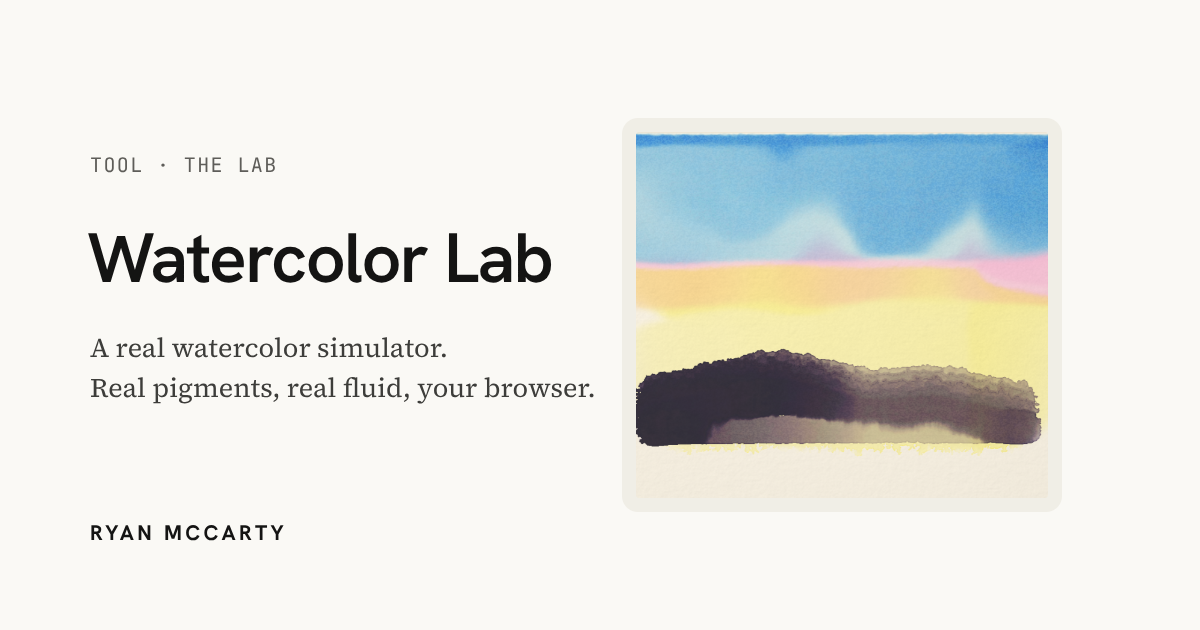 TOOL · THE LAB
Watercolor Lab
A real watercolor simulator.
Real pigments, real fluid, your browser.
RYAN MCCARTY